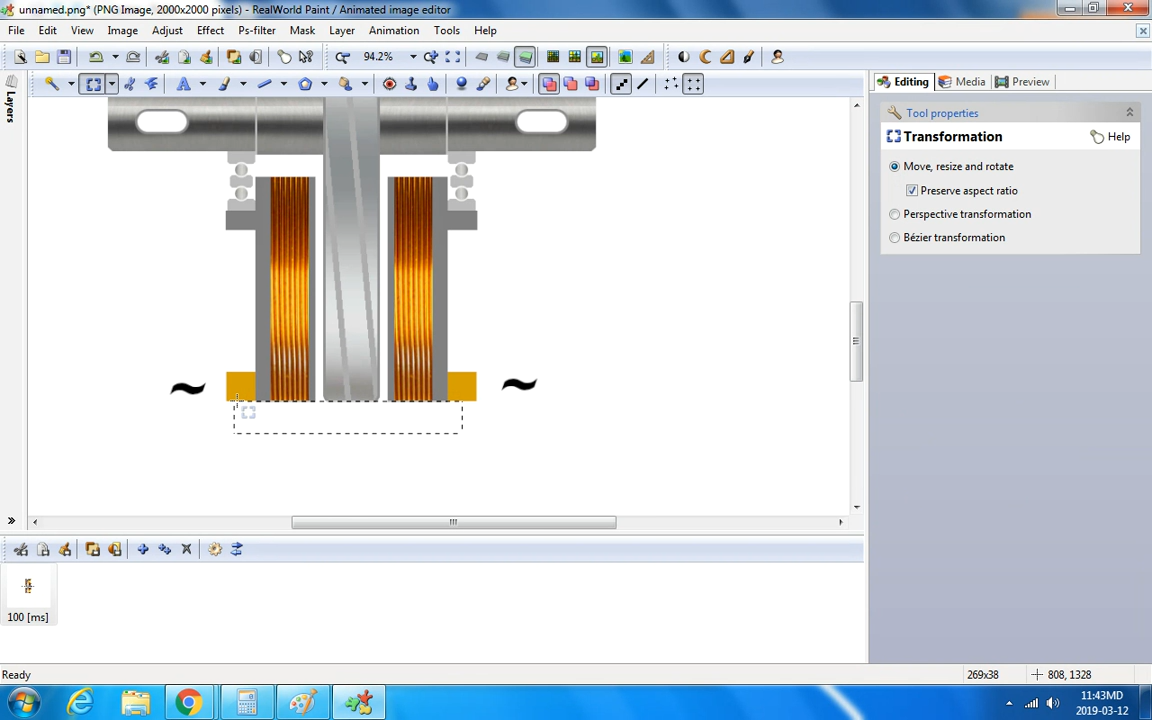 unnamed.png* (PNG Image, 2000x2000 pixels) - RealWorld Paint / Animated image editor
File Edit View Image Adjust Effect Ps-filter Mask Layer Animation Tools Help
94.2%
Layers
Editing Media Preview
Tool properties
Transformation Help
Move, resize and rotate
Preserve aspect ratio
Perspective transformation
Bézier transformation
~ ~
100 [ms]
Ready 269x38 808, 1328
11:43MD
2019-03-12